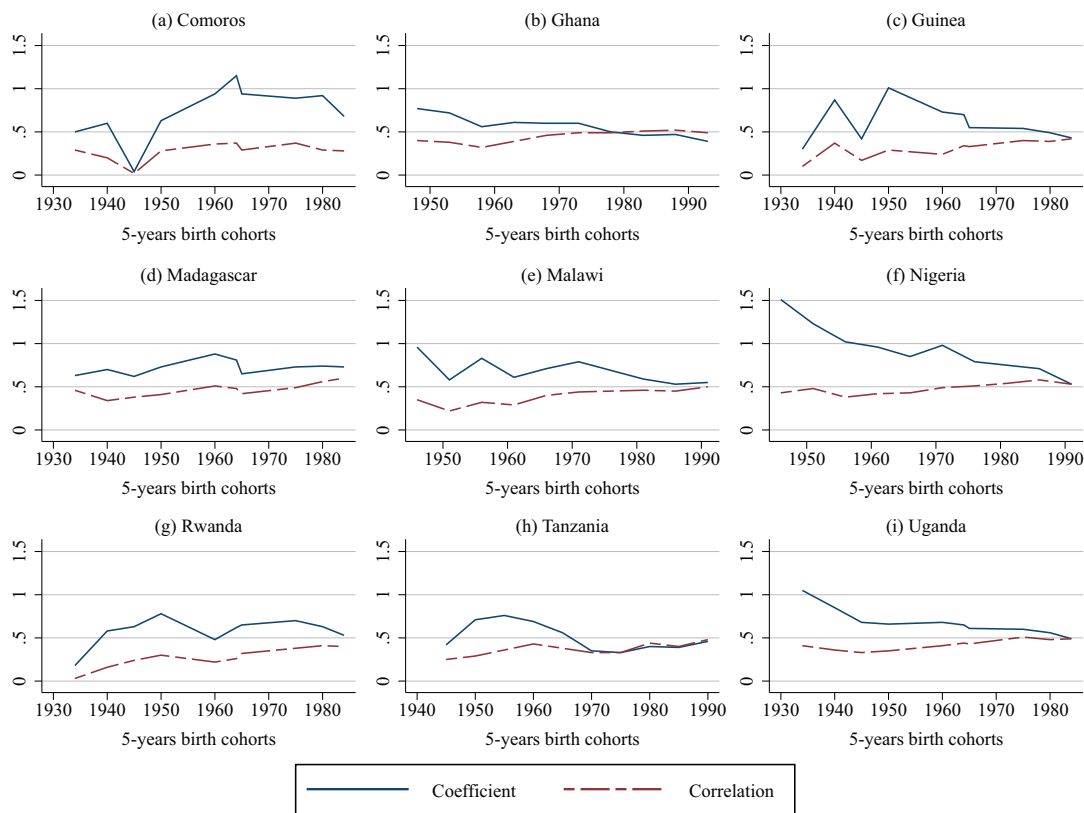 (a) Comoros (b) Ghana (c) Guinea
1.5 1.5 1.5
1 1 1
.5 .5 .5
0 0 0
1930 1940 1950 1960 1970 1980 1950 1960 1970 1980 1990 1930 1940 1950 1960 1970 1980
5-years birth cohorts 5-years birth cohorts 5-years birth cohorts
(d) Madagascar (e) Malawi (f) Nigeria
1.5 1.5 1.5
1 1 1
.5 .5 .5
0 0 0
1930 1940 1950 1960 1970 1980 1950 1960 1970 1980 1990 1950 1960 1970 1980 1990
5-years birth cohorts 5-years birth cohorts 5-years birth cohorts
(g) Rwanda (h) Tanzania (i) Uganda
1.5 1.5 1.5
1 1 1
.5 .5 .5
0 0 0
1930 1940 1950 1960 1970 1980 1940 1950 1960 1970 1980 1990 1930 1940 1950 1960 1970 1980
5-years birth cohorts 5-years birth cohorts 5-years birth cohorts
Coefficient Correlation